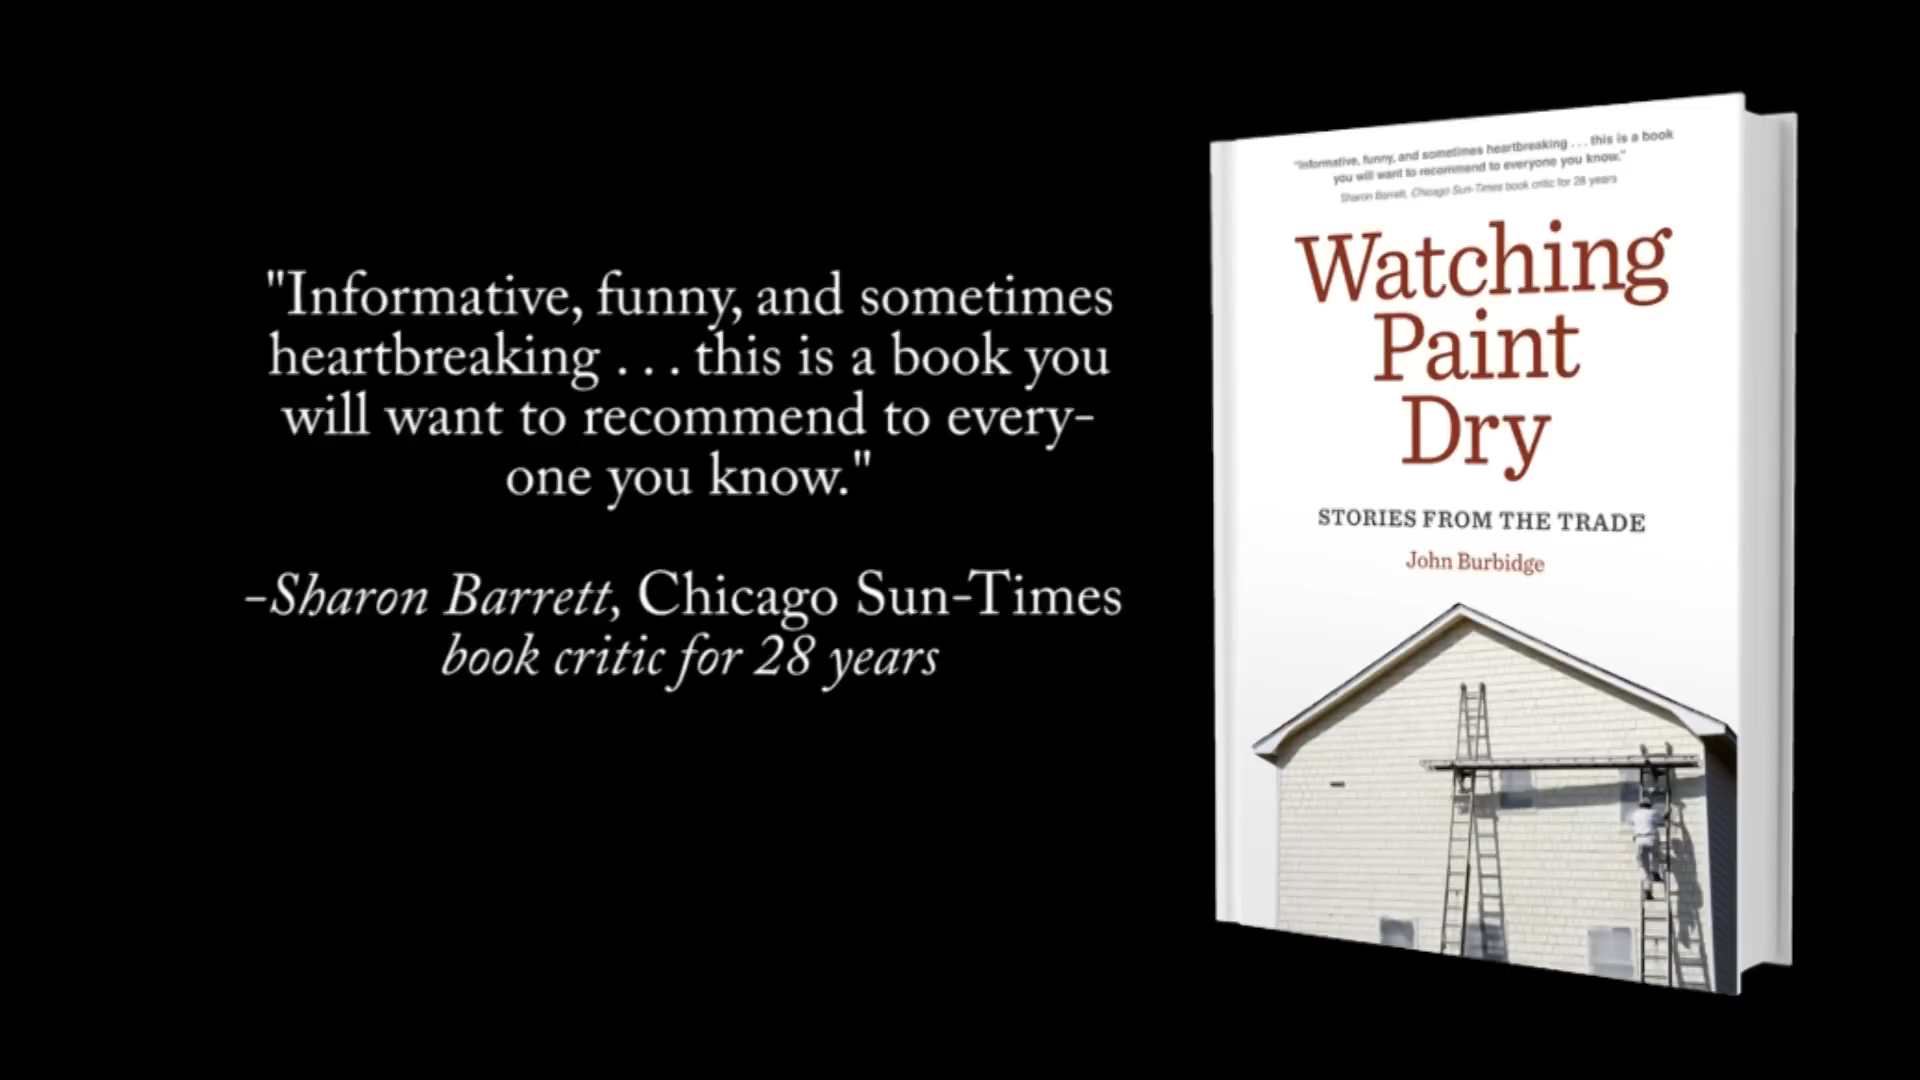 "Informative, funny, and sometimes
heartbreaking . . . this is a book you
will want to recommend to every-
one you know."
–Sharon Barrett, Chicago Sun-Times
book critic for 28 years
"Informative, funny, and sometimes heartbreaking . . . this is a book
you will want to recommend to everyone you know."
Sharon Barrett, Chicago Sun-Times book critic for 28 years
Watching
Paint
Dry
STORIES FROM THE TRADE
John Burbidge